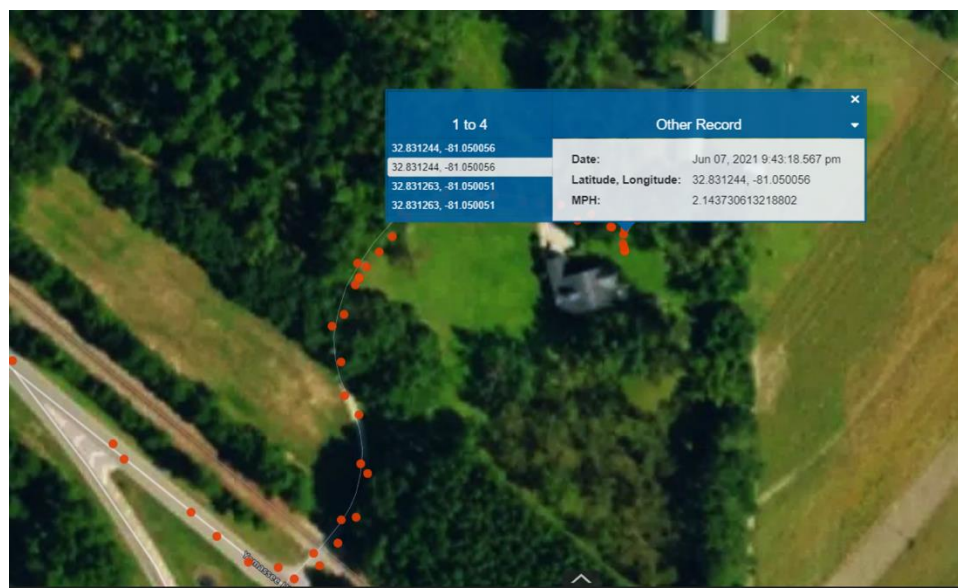 1 to 4
32.831244, -81.050056
32.831244, -81.050056
32.831263, -81.050051
32.831263, -81.050051
Other Record
Date: Jun 07, 2021 9:43:18.567 pm
Latitude, Longitude: 32.831244, -81.050056
MPH: 2.143730613218802
Yemassee